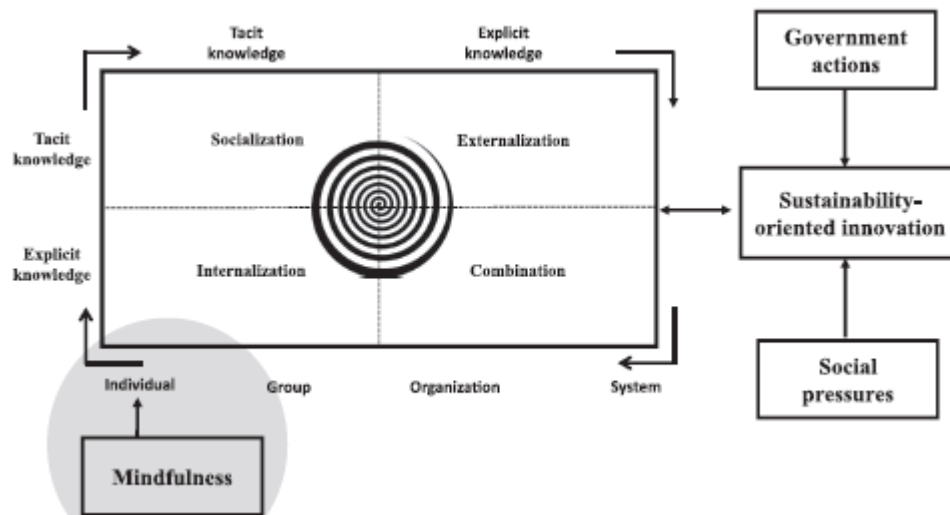 Tacit
knowledge
Explicit
knowledge
Government
actions
Tacit
knowledge
Socialization
Externalization
Sustainability-
oriented innovation
Explicit
knowledge
Internalization
Combination
Individual
Group
Organization
System
Social
pressures
Mindfulness